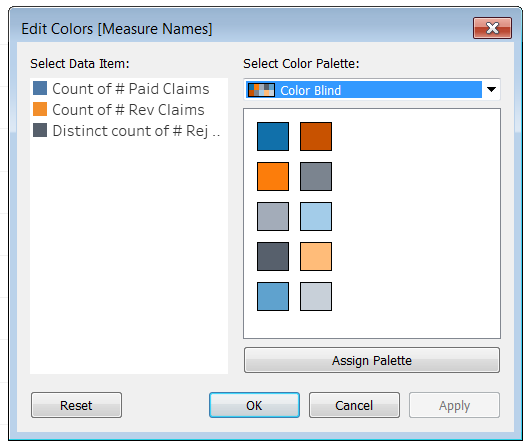 Edit Colors [Measure Names]
Select Data Item:
Select Color Palette:
Count of # Paid Claims
Count of # Rev Claims
Distinct count of # Rej ..
Color Blind
Assign Palette
Reset
OK
Cancel
Apply